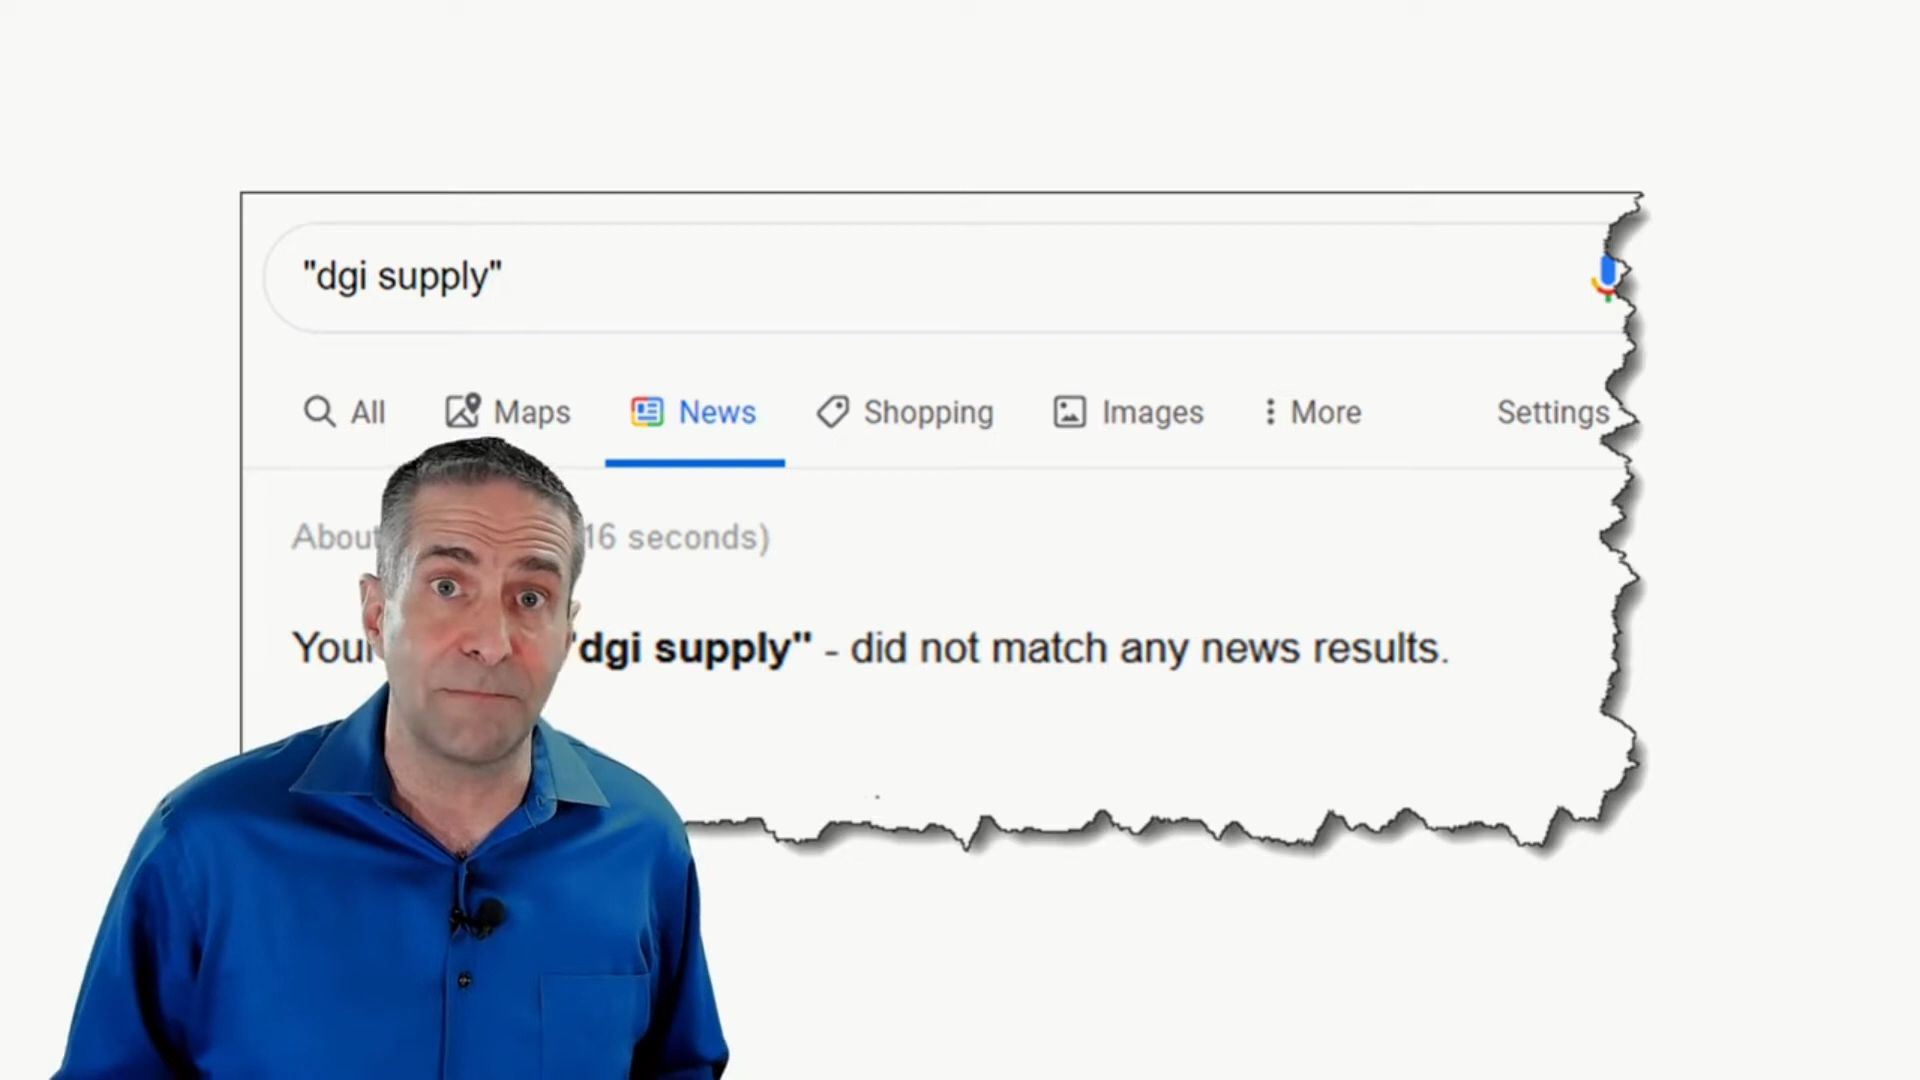 "dgi supply"
All Maps News Shopping Images More Settings
About 16 seconds)
Your "dgi supply" - did not match any news results.